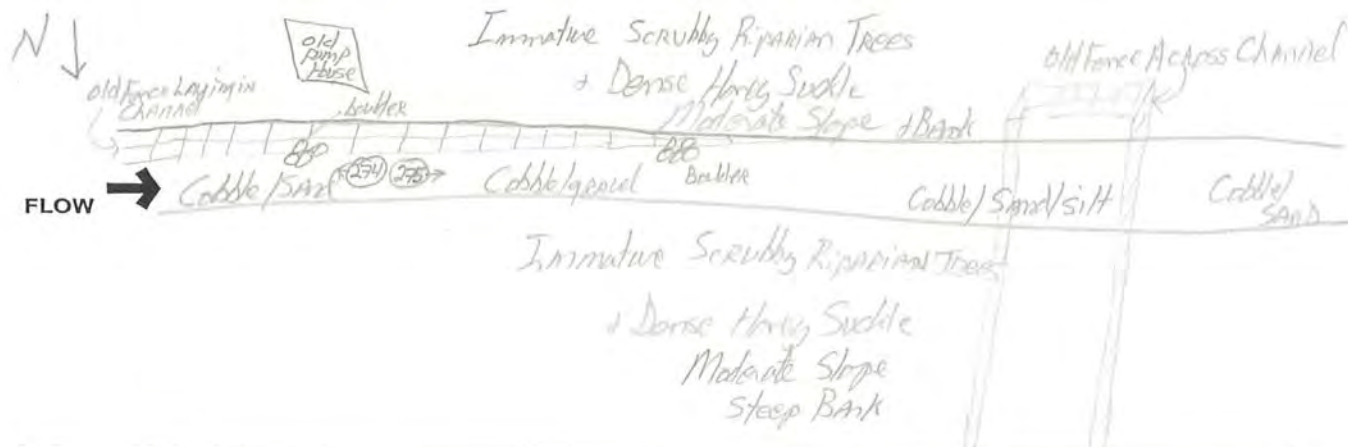 N
old
pump
House
Immature Scrubby Riparian Trees
+ Dense Honey Suckle
Moderate Slope + Bank
old Fence Across Channel
old Fence Laying in
Channel
boulder
FLOW
Cobble/Sand
274
275
Cobble/gravel
Boulder
Cobble/Sand/silt
Cobble/
SAND
Immature Scrubby Riparian Trees
+ Dense Honey Suckle
Moderate Slope
Steep Bank